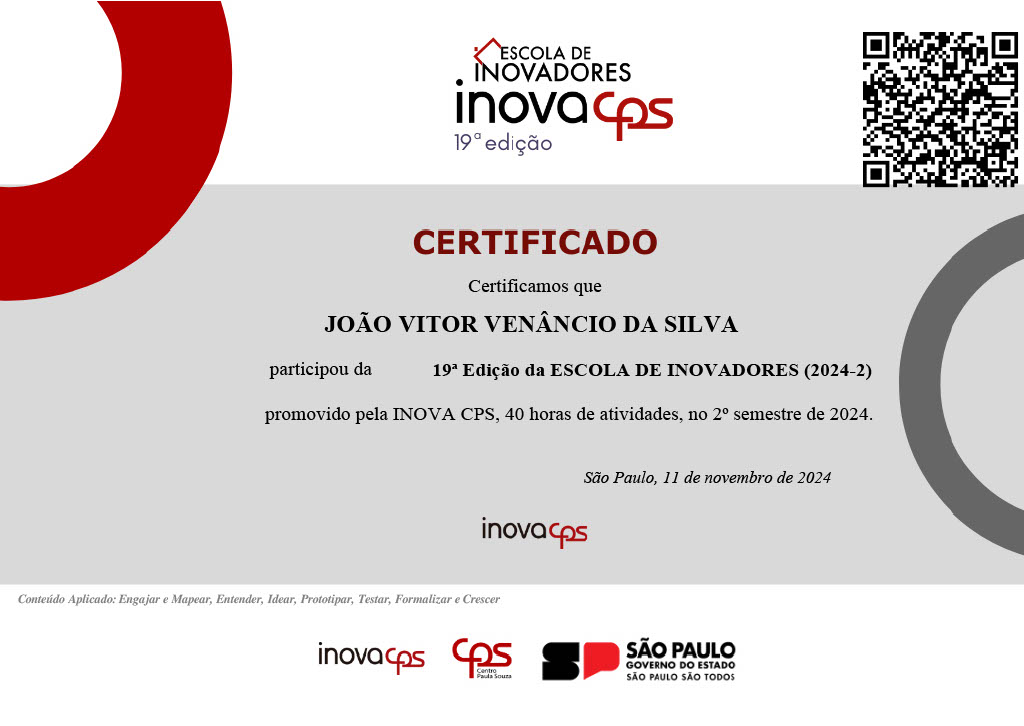 ESCOLA DE
INOVADORES
inova cps
19ª edição
CERTIFICADO
Certificamos que
JOÃO VITOR VENÂNCIO DA SILVA
participou da 19ª Edição da ESCOLA DE INOVADORES (2024-2)
promovido pela INOVA CPS, 40 horas de atividades, no 2º semestre de 2024.
São Paulo, 11 de novembro de 2024
inova cps
Conteúdo Aplicado: Engajar e Mapear, Entender, Idear, Prototipar, Testar, Formalizar e Crescer
inova cps
cps
Centro
Paula Souza
SP
SÃO PAULO
GOVERNO DO ESTADO
SÃO PAULO SÃO TODOS